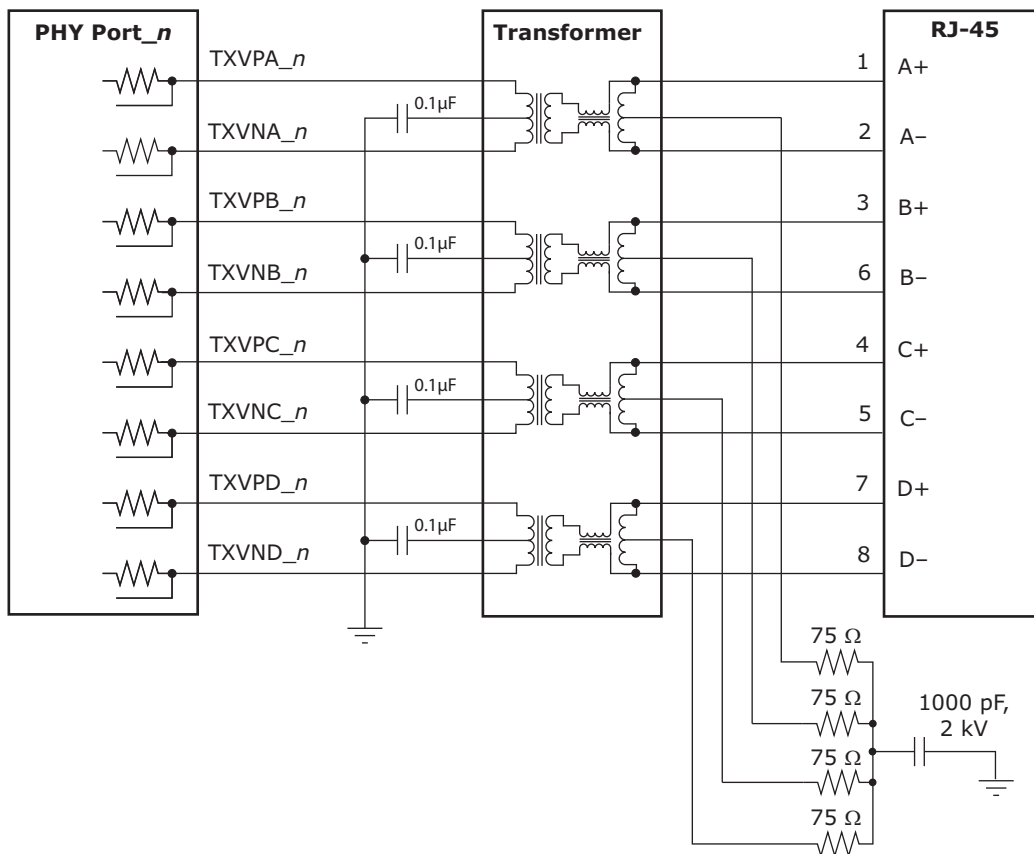 PHY Port_n
Transformer
RJ-45
TXVPA_n
1
A+
0.1µF
TXVNA_n
2
A–
TXVPB_n
3
B+
0.1µF
TXVNB_n
6
B–
TXVPC_n
4
C+
0.1µF
TXVNC_n
5
C–
TXVPD_n
7
D+
0.1µF
TXVND_n
8
D–
75 Ω
75 Ω
1000 pF,
2 kV
75 Ω
75 Ω